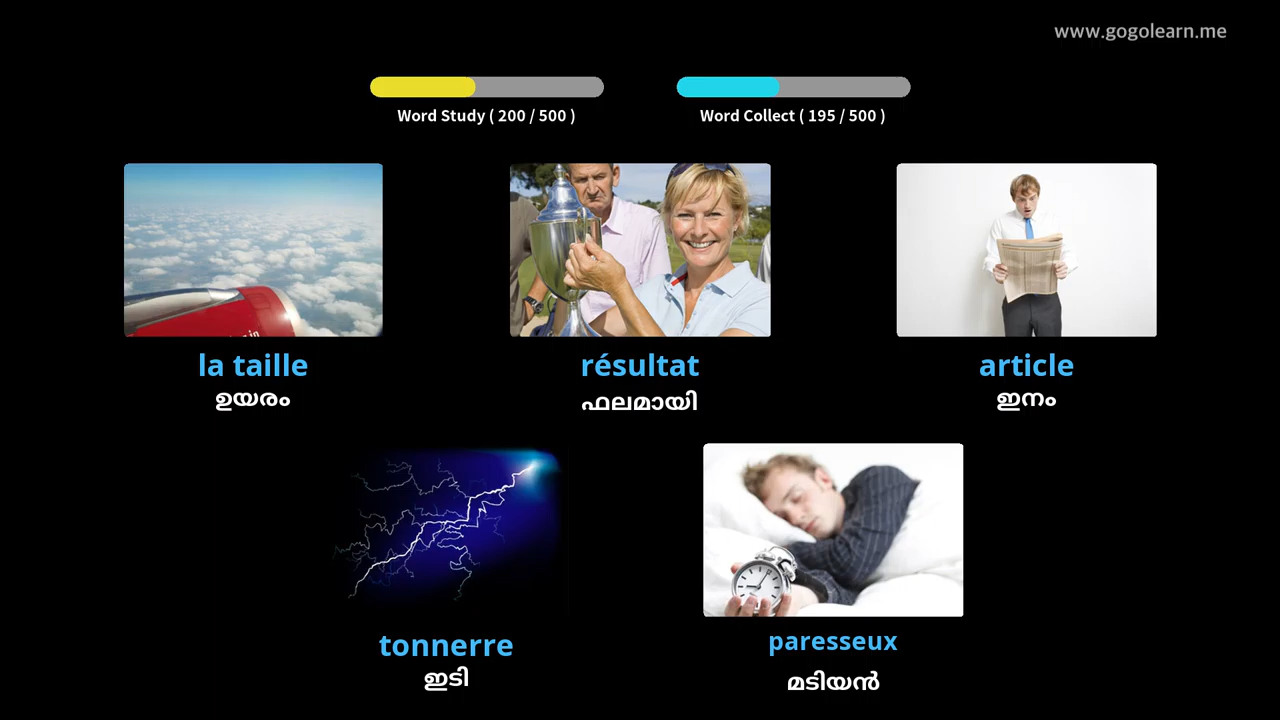 www.gogolearn.me
Word Study ( 200 / 500 )
Word Collect ( 195 / 500 )
la taille
ഉയരം
résultat
ഫലമായി
article
ഇനം
tonnerre
ഇടി
paresseux
മടിയൻ